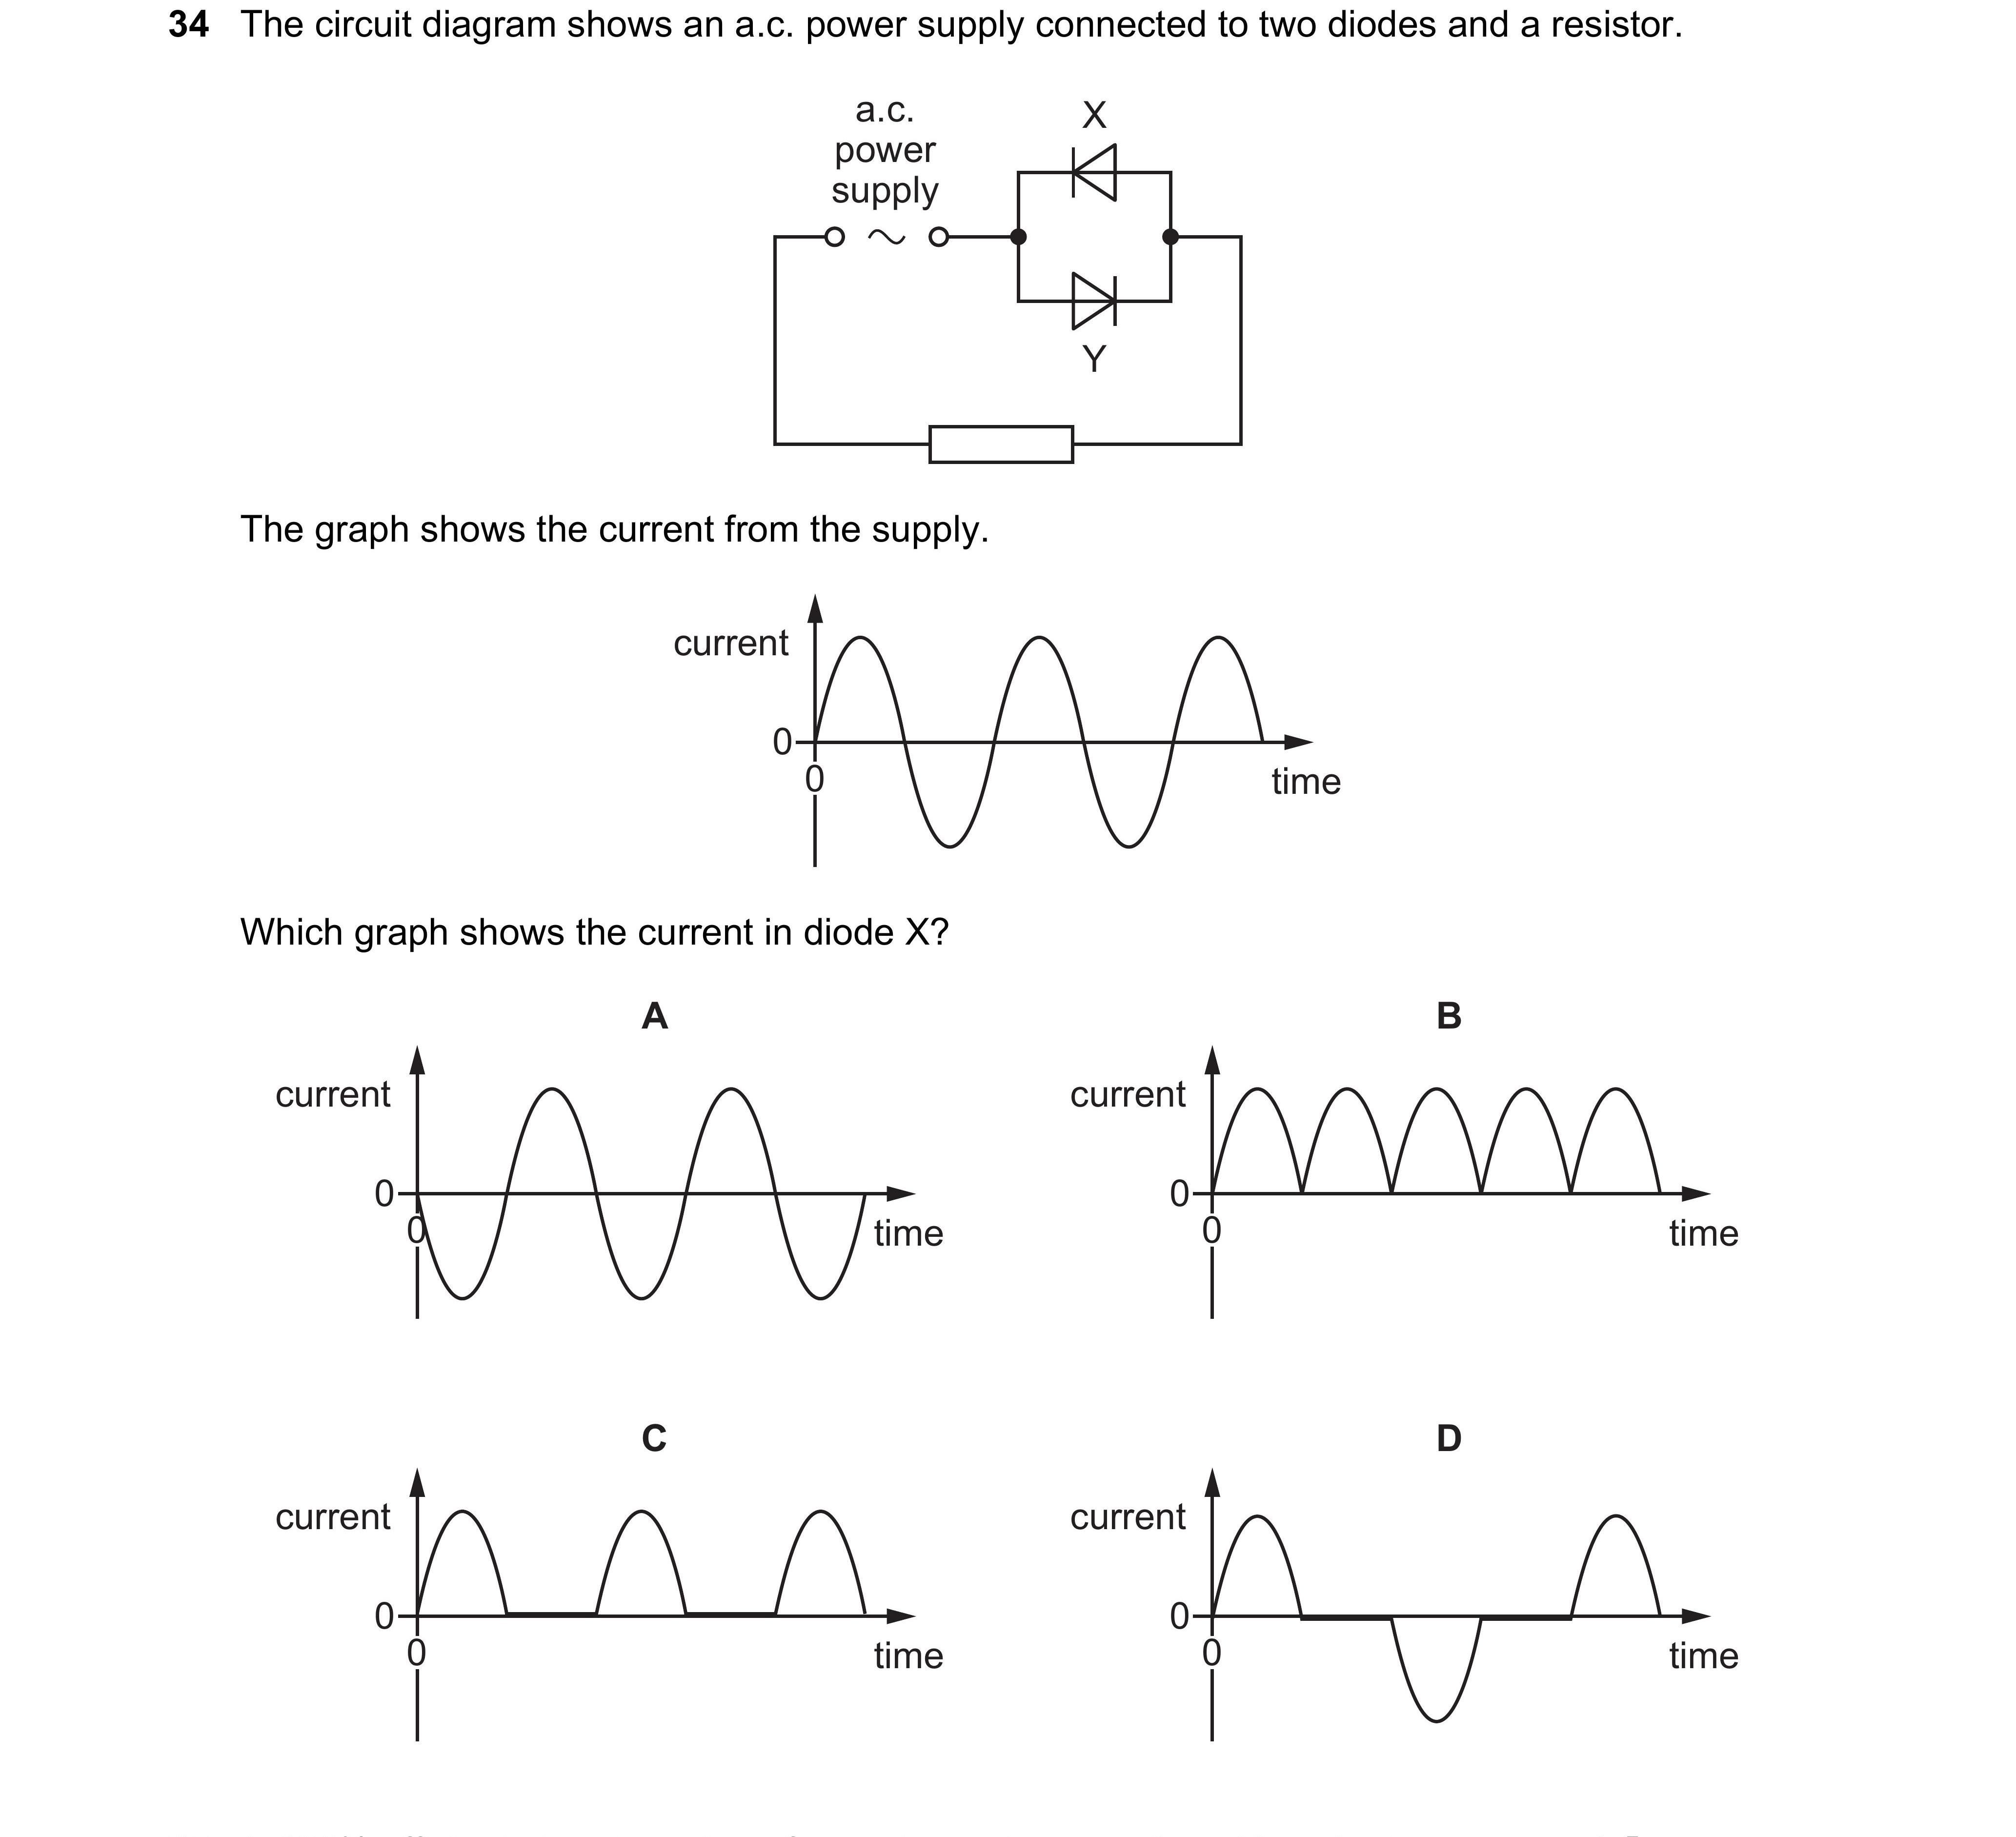 34 The circuit diagram shows an a.c. power supply connected to two diodes and a resistor.
a.c.
power
supply
X
Y
The graph shows the current from the supply.
current
0
0
time
Which graph shows the current in diode X?
A
current
0
0
time
B
current
0
0
time
C
current
0
0
time
D
current
0
0
time